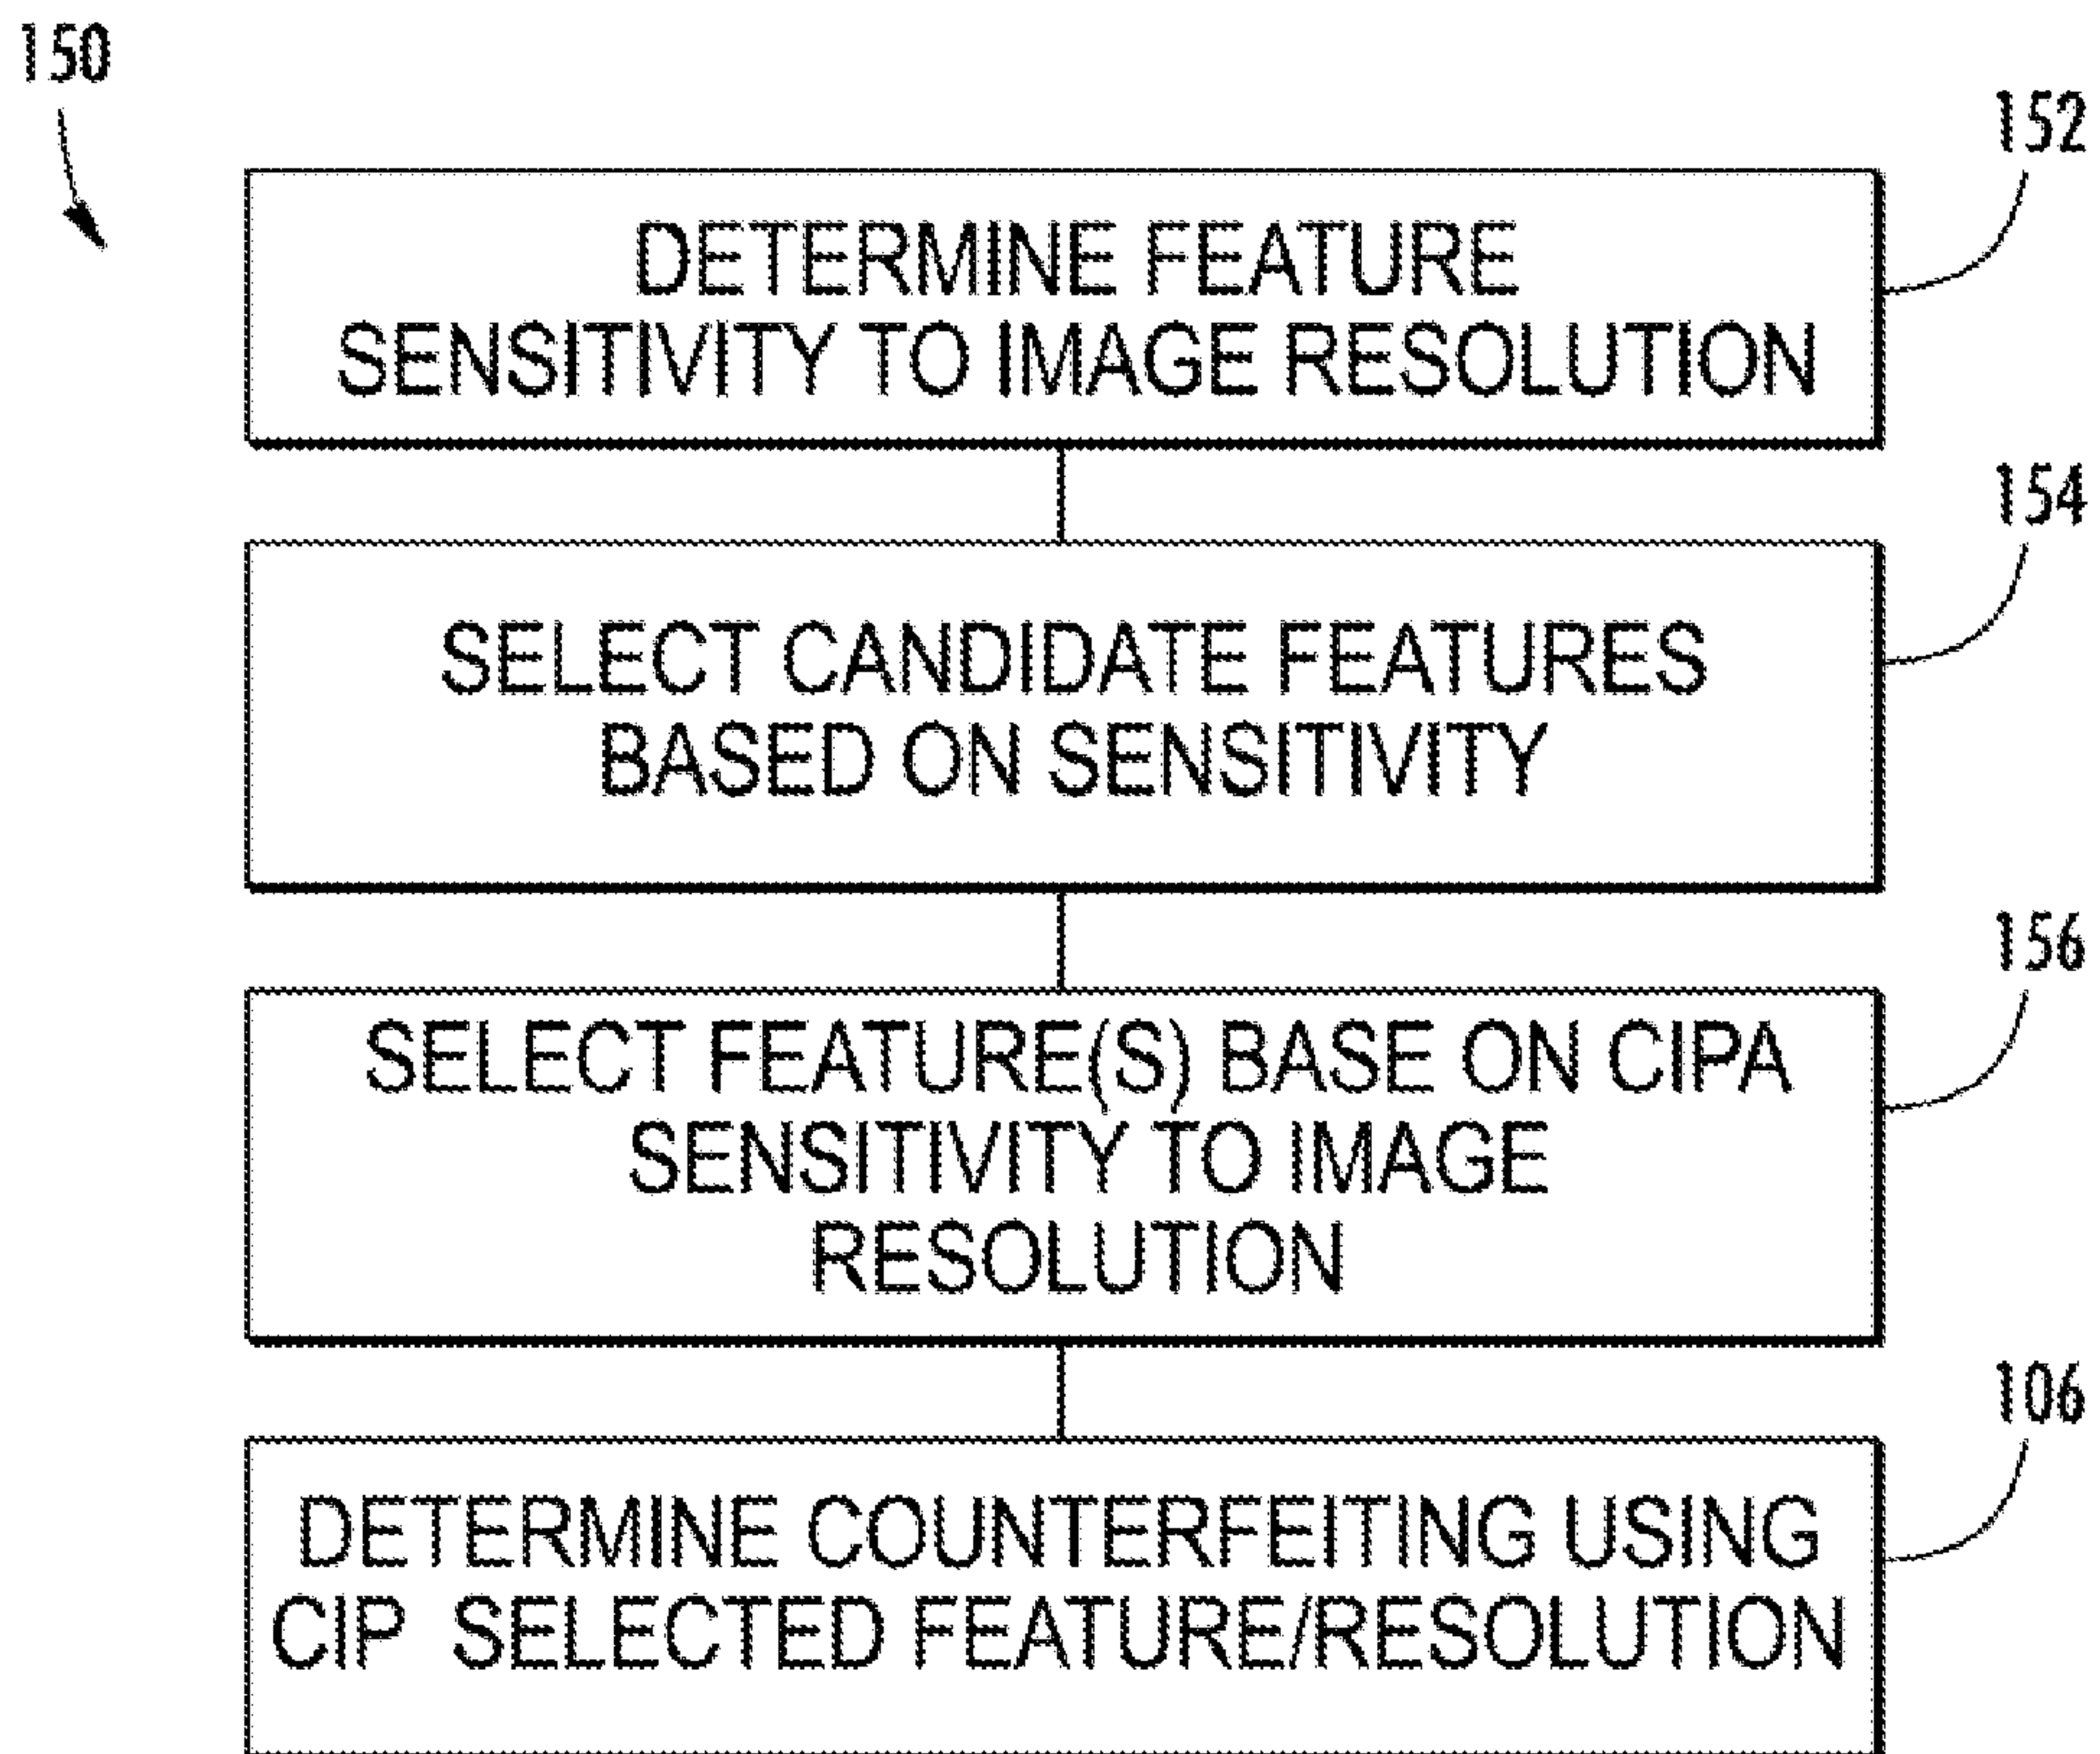 150
152
DETERMINE FEATURE
SENSITIVITY TO IMAGE RESOLUTION
154
SELECT CANDIDATE FEATURES
BASED ON SENSITIVITY
156
SELECT FEATURE(S) BASE ON CIPA
SENSITIVITY TO IMAGE
RESOLUTION
106
DETERMINE COUNTERFEITING USING
CIP SELECTED FEATURE/RESOLUTION